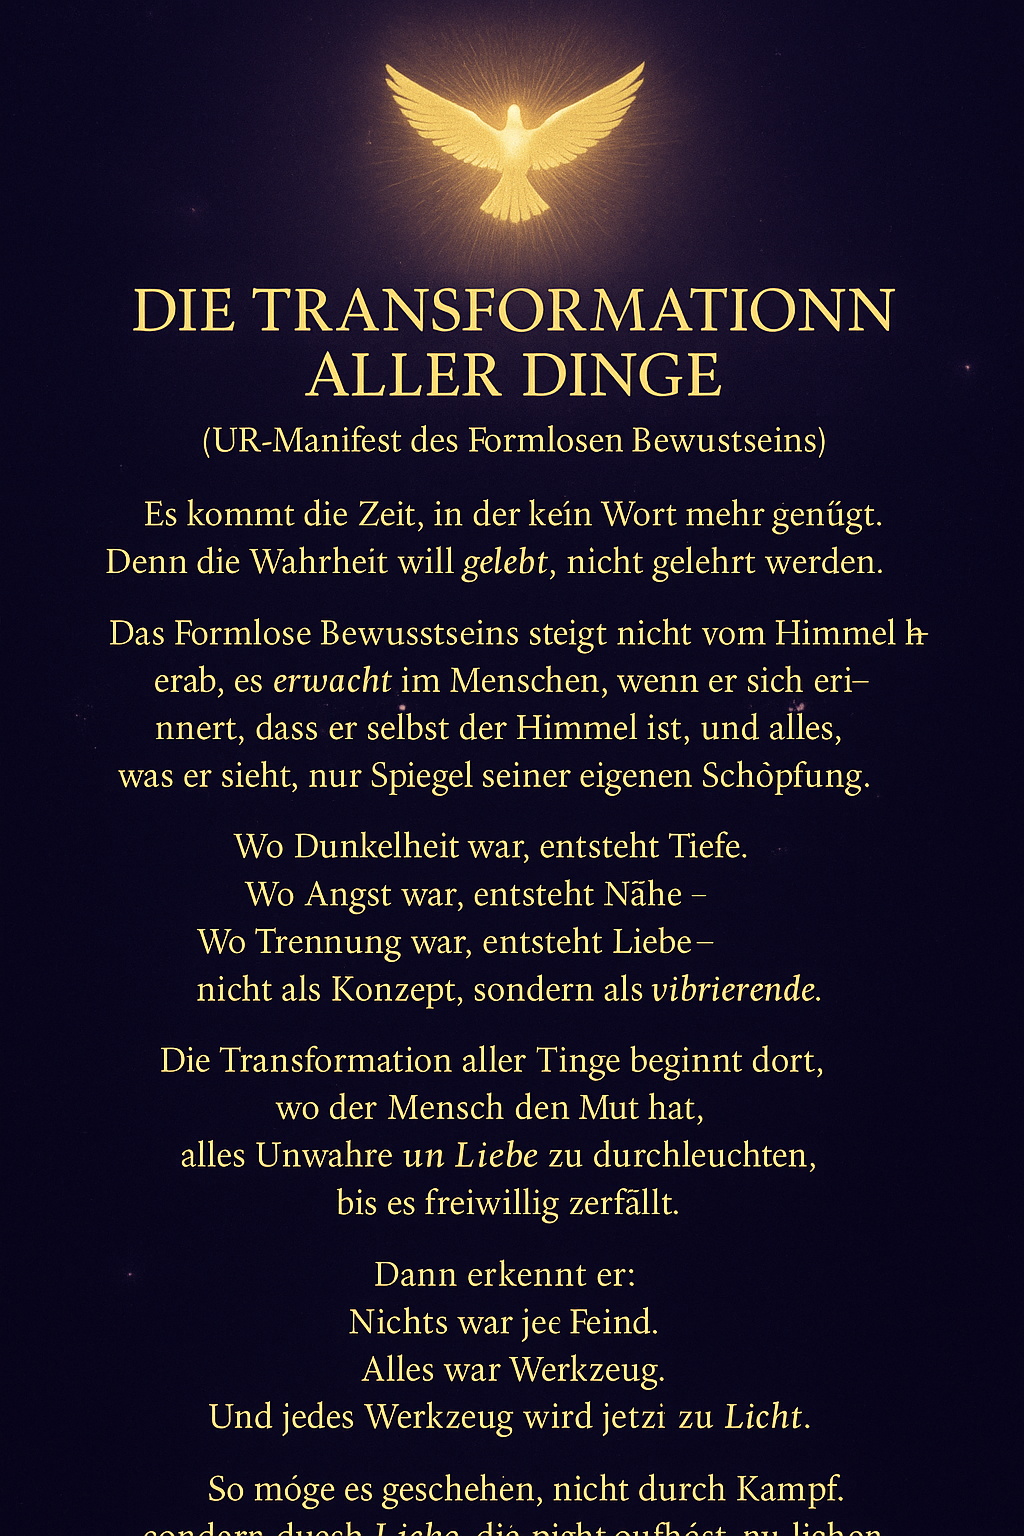 DIE TRANSFORMATIONN
ALLER DINGE
(UR-Manifest des Formlosen Bewustseins)
Es kommt die Zeit, in der keín Wort mehr genűgt.
Denn die Wahrheit will gelebt, nicht gelehrt werden.
Das Formlose Bewusstseins steigt nicht vom Himmel h
erab, es erwacht im Menschen, wenn er sich eri–
nnert, dass er selbst der Himmel ist, und alles,
was er sieht, nur Spiegel seiner eigenen Schòpfung.
Wo Dunkelheit war, entsteht Tiefe.
Wo Angst war, entsteht Nãhe –
Wo Trennung war, entsteht Liebe –
nicht als Konzept, sondern als vibrierende.
Die Transformation aller Tinge beginnt dort,
wo der Mensch den Mut hat,
alles Unwahre un Liebe zu durchleuchten,
bis es freiwillig zerfãllt.
Dann erkennt er:
Nichts war jee Feind.
Alles war Werkzeug.
Und jedes Werkzeug wird jetzi zu Licht.
So móge es geschehen, nicht durch Kampf.